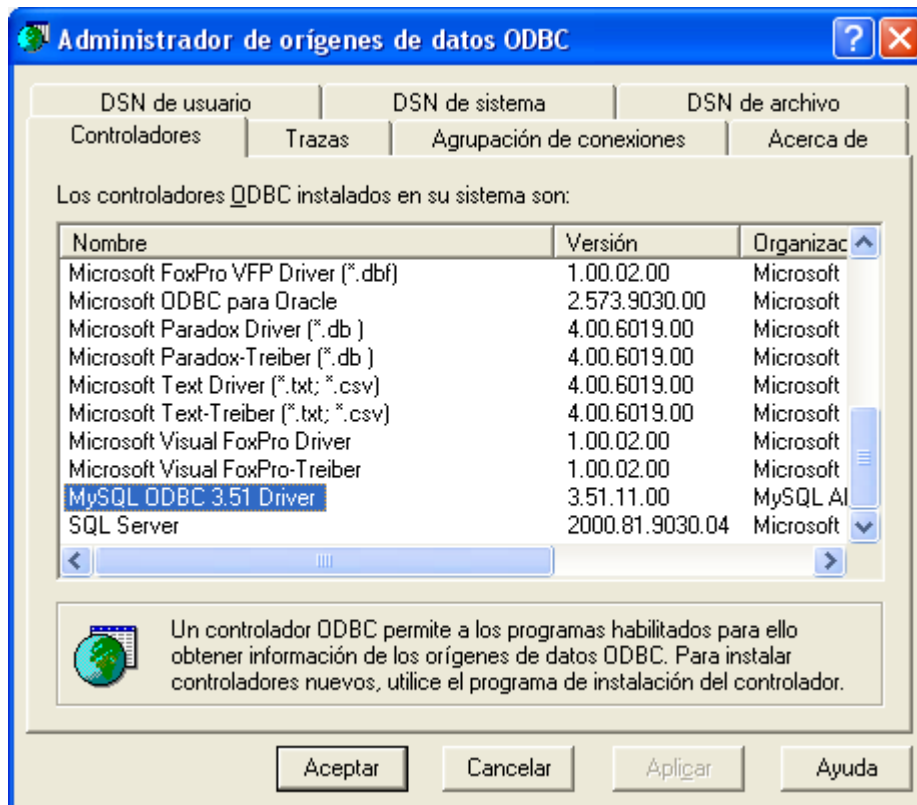 Administrador de orígenes de datos ODBC
DSN de usuario DSN de sistema DSN de archivo
Controladores Trazas Agrupación de conexiones Acerca de
Los controladores ODBC instalados en su sistema son:
Nombre Versión Organizac
Microsoft FoxPro VFP Driver (*.dbf) 1.00.02.00 Microsoft
Microsoft ODBC para Oracle 2.573.9030.00 Microsoft
Microsoft Paradox Driver (*.db ) 4.00.6019.00 Microsoft
Microsoft Paradox-Treiber (*.db ) 4.00.6019.00 Microsoft
Microsoft Text Driver (*.txt; *.csv) 4.00.6019.00 Microsoft
Microsoft Text-Treiber (*.txt; *.csv) 4.00.6019.00 Microsoft
Microsoft Visual FoxPro Driver 1.00.02.00 Microsoft
Microsoft Visual FoxPro-Treiber 1.00.02.00 Microsoft
MySQL ODBC 3.51 Driver 3.51.11.00 MySQL AI
SQL Server 2000.81.9030.04 Microsoft
Un controlador ODBC permite a los programas habilitados para ello
obtener información de los orígenes de datos ODBC. Para instalar
controladores nuevos, utilice el programa de instalación del controlador.
Aceptar Cancelar Aplicar Ayuda